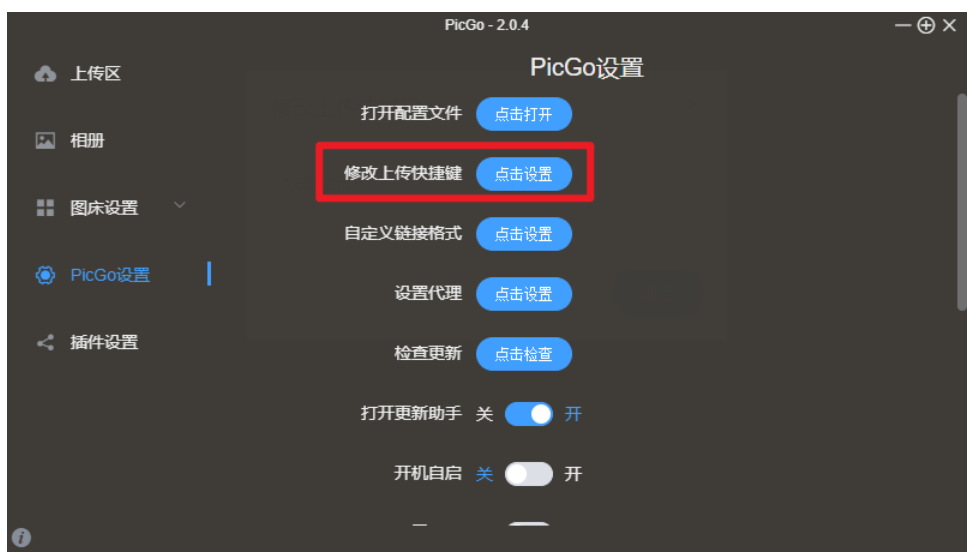 PicGo - 2.0.4
上传区
相册
图床设置
PicGo设置
插件设置
PicGo设置
打开配置文件 点击打开
修改上传快捷键 点击设置
自定义链接格式 点击设置
设置代理 点击设置
检查更新 点击检查
打开更新助手 关 开
开机自启 关 开